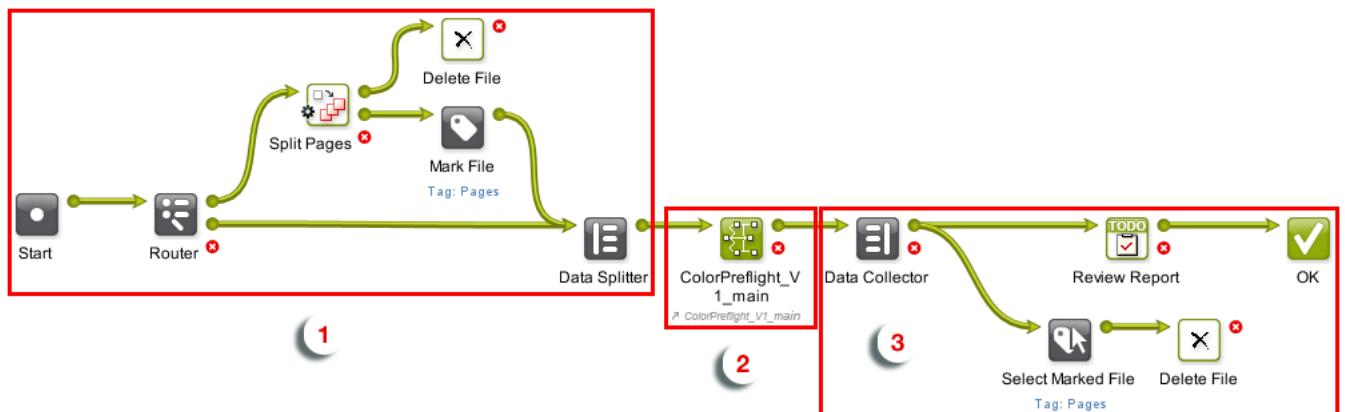 Delete File
Split Pages
Mark File
Tag: Pages
Start
Router
Data Splitter
ColorPreflight_V
1_main
ColorPreflight_V1_main
Data Collector
TODO
Review Report
OK
1
2
3
Select Marked File
Delete File
Tag: Pages